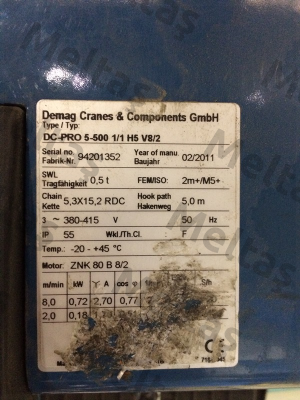 Demag Cranes & Components GmbH
Type / Typ:
DC-PRO 5-500 1/1 H5 V8/2
Serial no. 94201352 Year of manu. 02/2011
Fabrik-Nr. Baujahr
SWL 0,5 t FEM/ISO: 2m+/M5+
Tragfähigkeit
Chain 5,3X15,2 RDC Hook path 5,0 m
Kette Hakenweg
3 ~ 380-415 V 50 Hz
IP 55 Wkl./Th.Cl. F
Temp.: -20 - +45 °C
Motor: ZNK 80 B 8/2
m/min kW A cos φ S/h
8,0 0,72 2,70 0,77
2,0 0,18
CE
Meltas